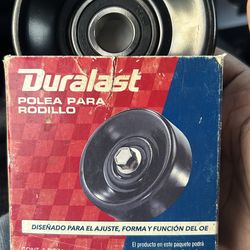 Duralast
POLEA PARA
RODILLO
DISEÑADO PARA EL AJUSTE, FORMA Y FUNCIÓN DEL OE
El producto en este paquete podrá